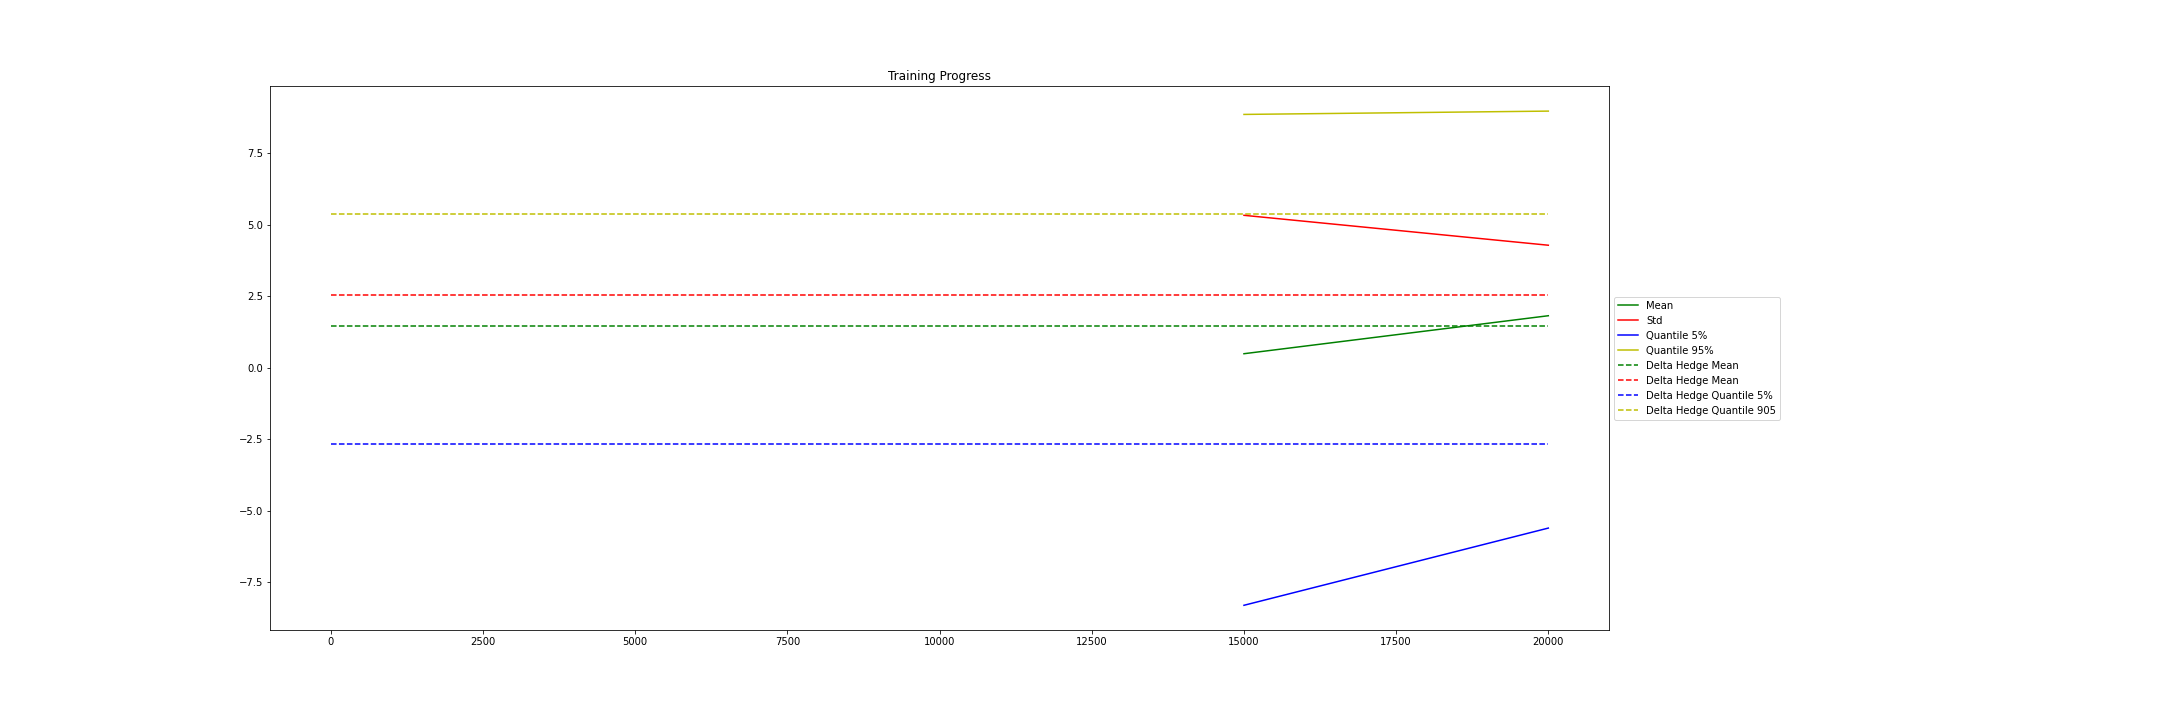 Training Progress
7.5
5.0
2.5
0.0
−2.5
−5.0
−7.5
0 2500 5000 7500 10000 12500 15000 17500 20000
Mean
Std
Quantile 5%
Quantile 95%
Delta Hedge Mean
Delta Hedge Mean
Delta Hedge Quantile 5%
Delta Hedge Quantile 905